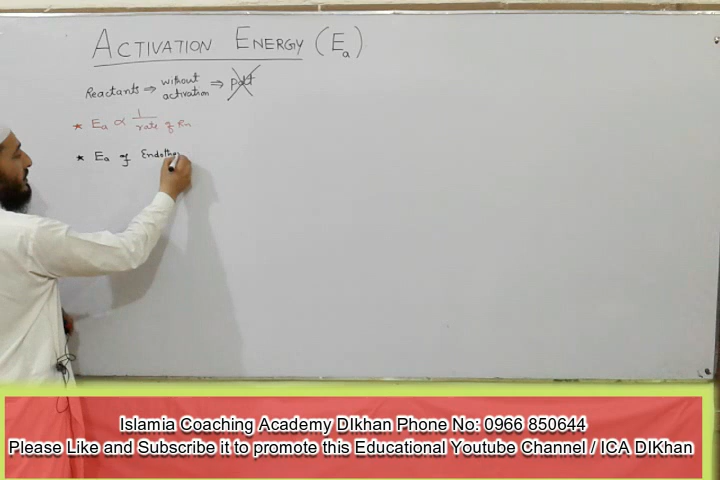 ACTIVATION ENERGY (Ea)
Reactants ⇒ without activation ⇒ pdt
* Ea ∝ 1/rate of Rn
* Ea of Endothe
Islamia Coaching Academy DIkhan Phone No: 0966 850644
Please Like and Subscribe it to promote this Educational Youtube Channel / ICA DIKhan